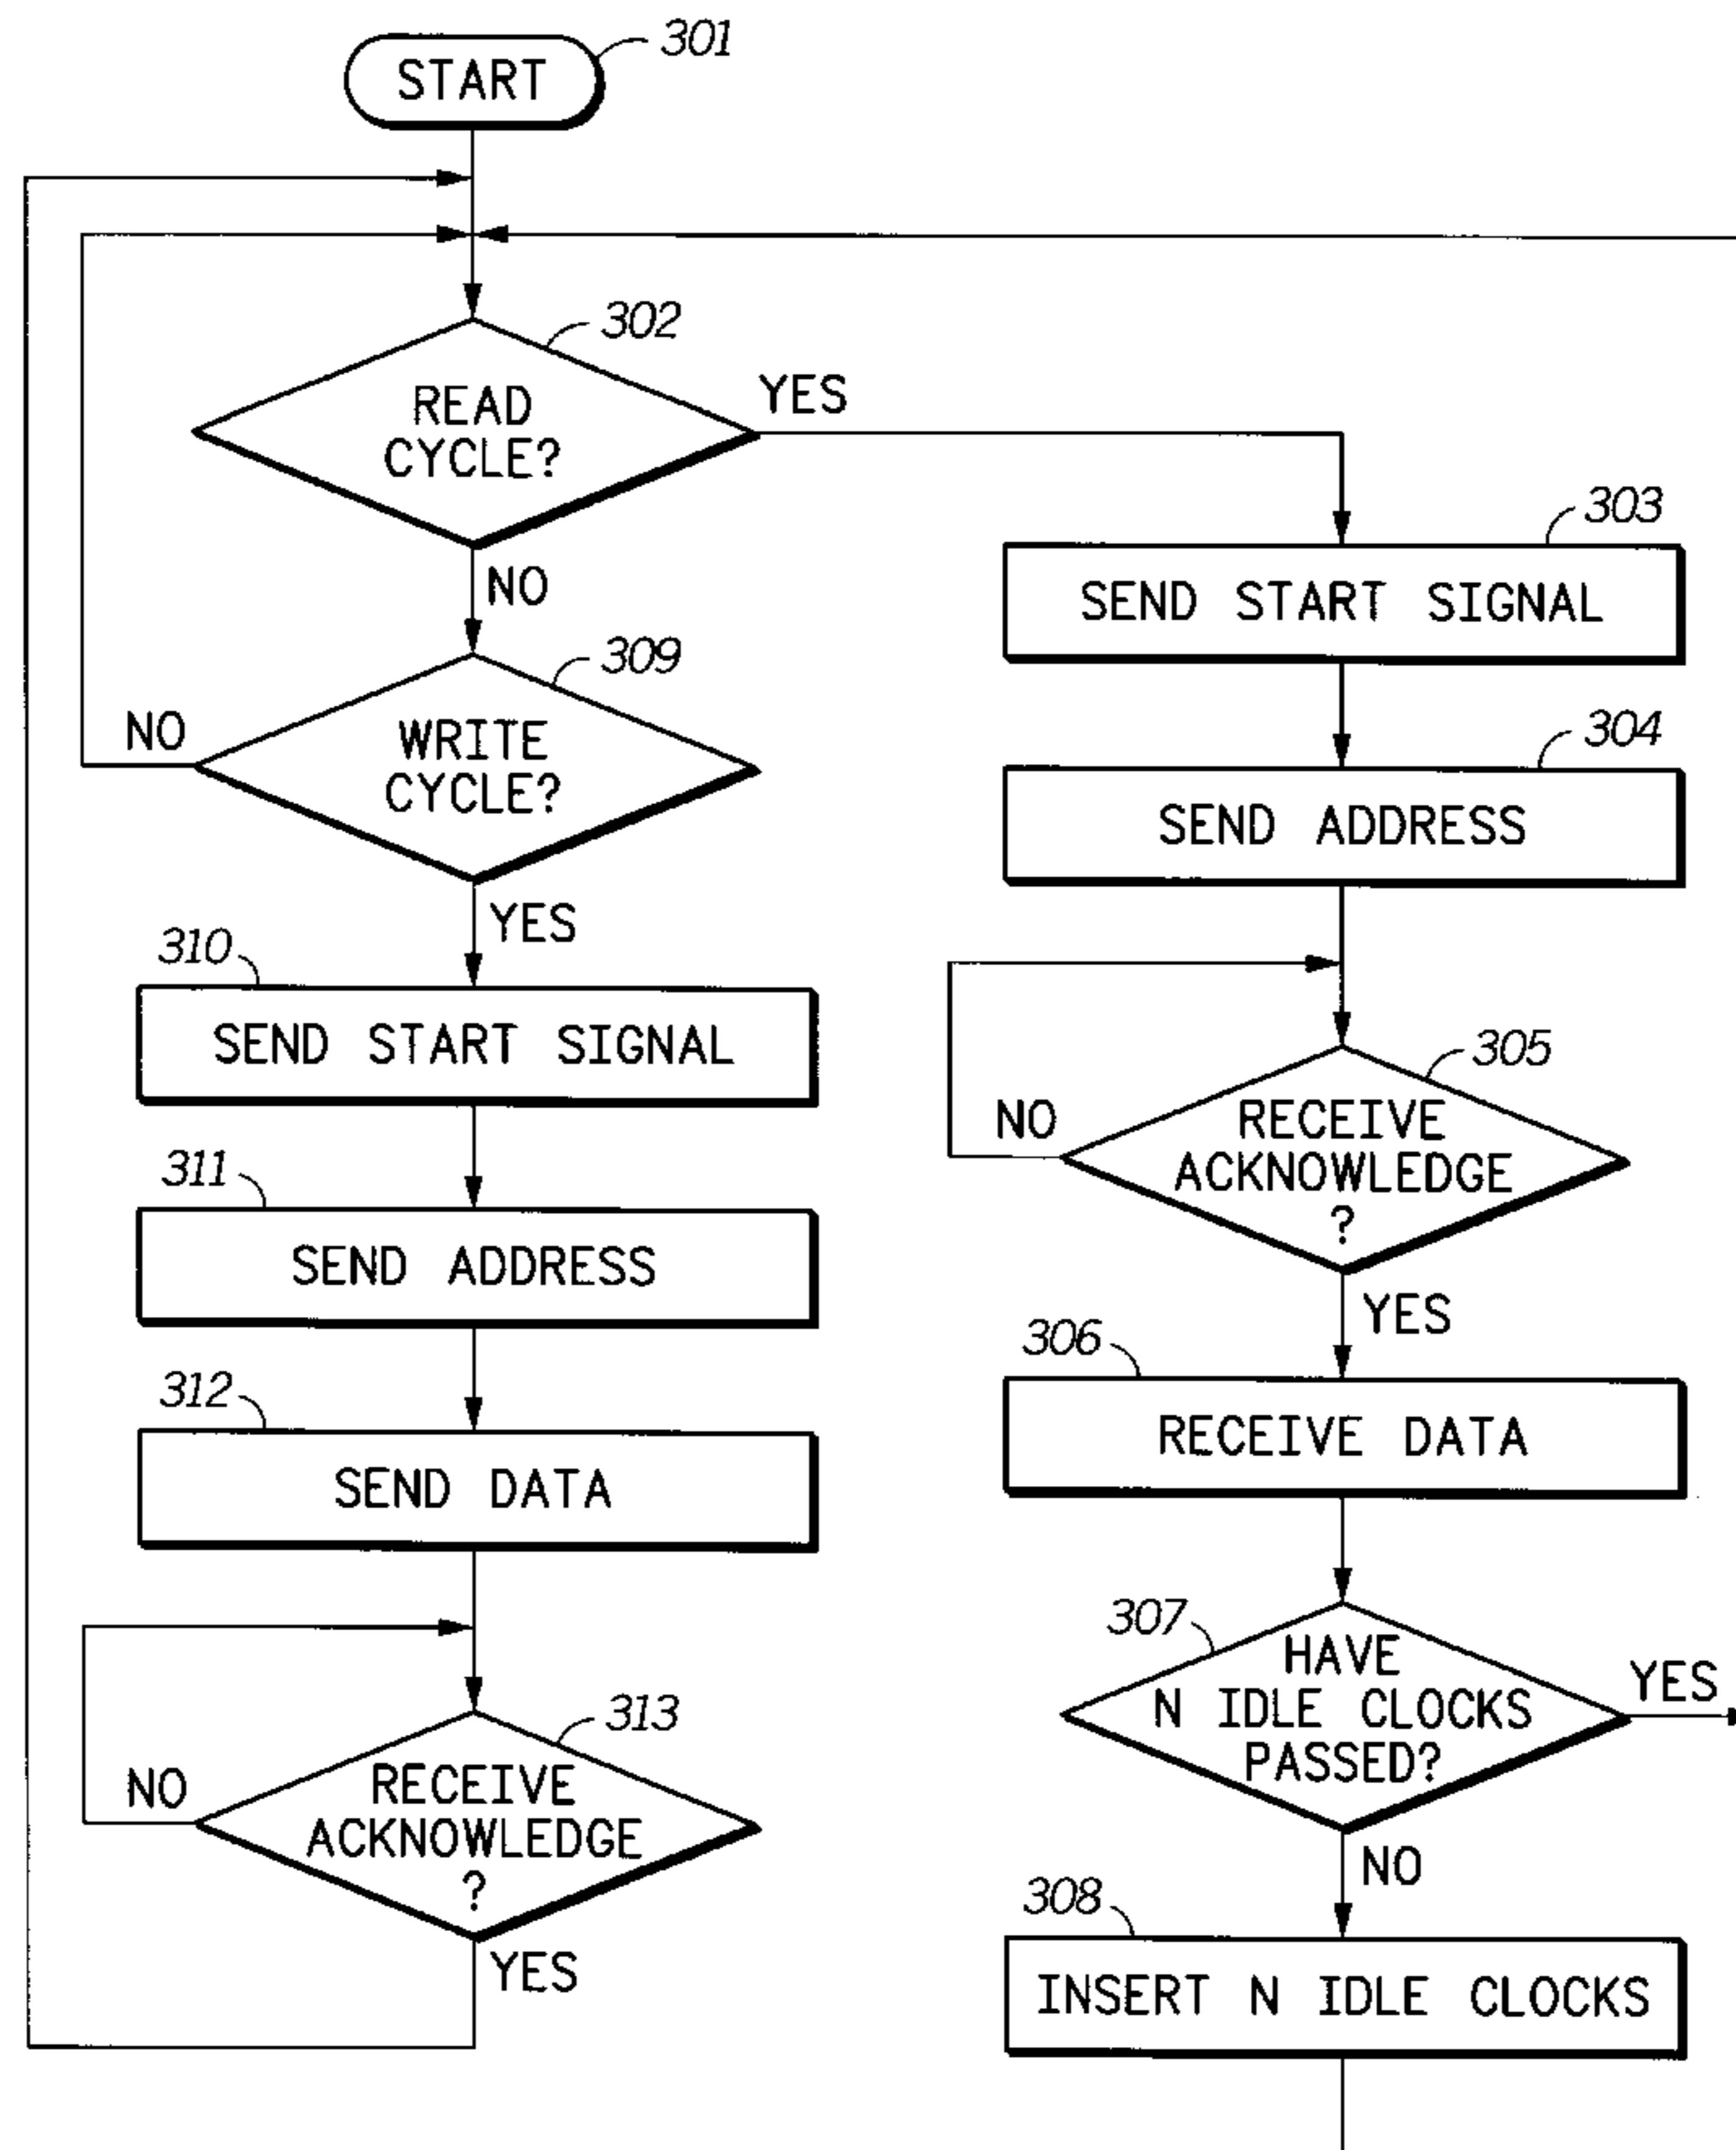 301
START
302
READ
CYCLE?
YES
NO
309
WRITE
CYCLE?
NO
YES
310
SEND START SIGNAL
311
SEND ADDRESS
312
SEND DATA
313
RECEIVE
ACKNOWLEDGE
?
NO
YES
303
SEND START SIGNAL
304
SEND ADDRESS
305
RECEIVE
ACKNOWLEDGE
?
NO
YES
306
RECEIVE DATA
307
HAVE
N IDLE CLOCKS
PASSED?
YES
NO
308
INSERT N IDLE CLOCKS